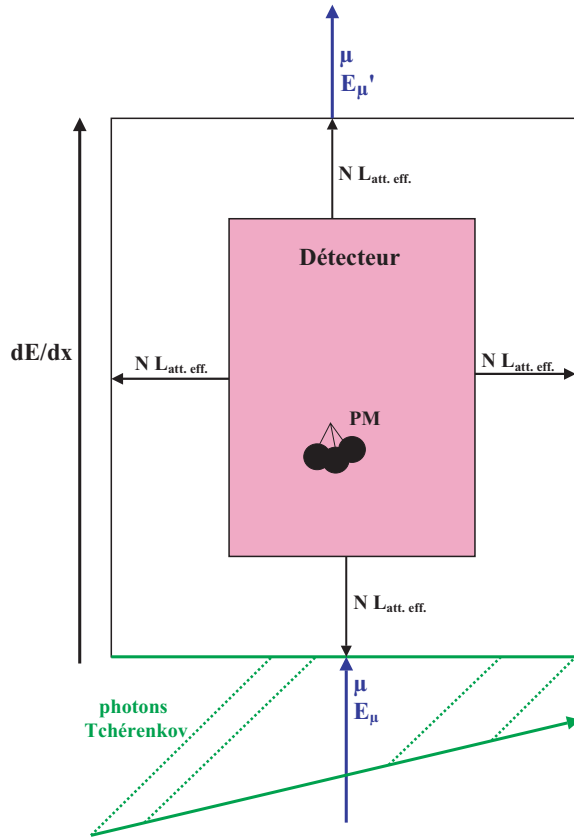 μ
Eμ'
N Latt. eff.
Détecteur
dE/dx
N Latt. eff.
N Latt. eff.
PM
N Latt. eff.
μ
Eμ
photons
Tchérenkov